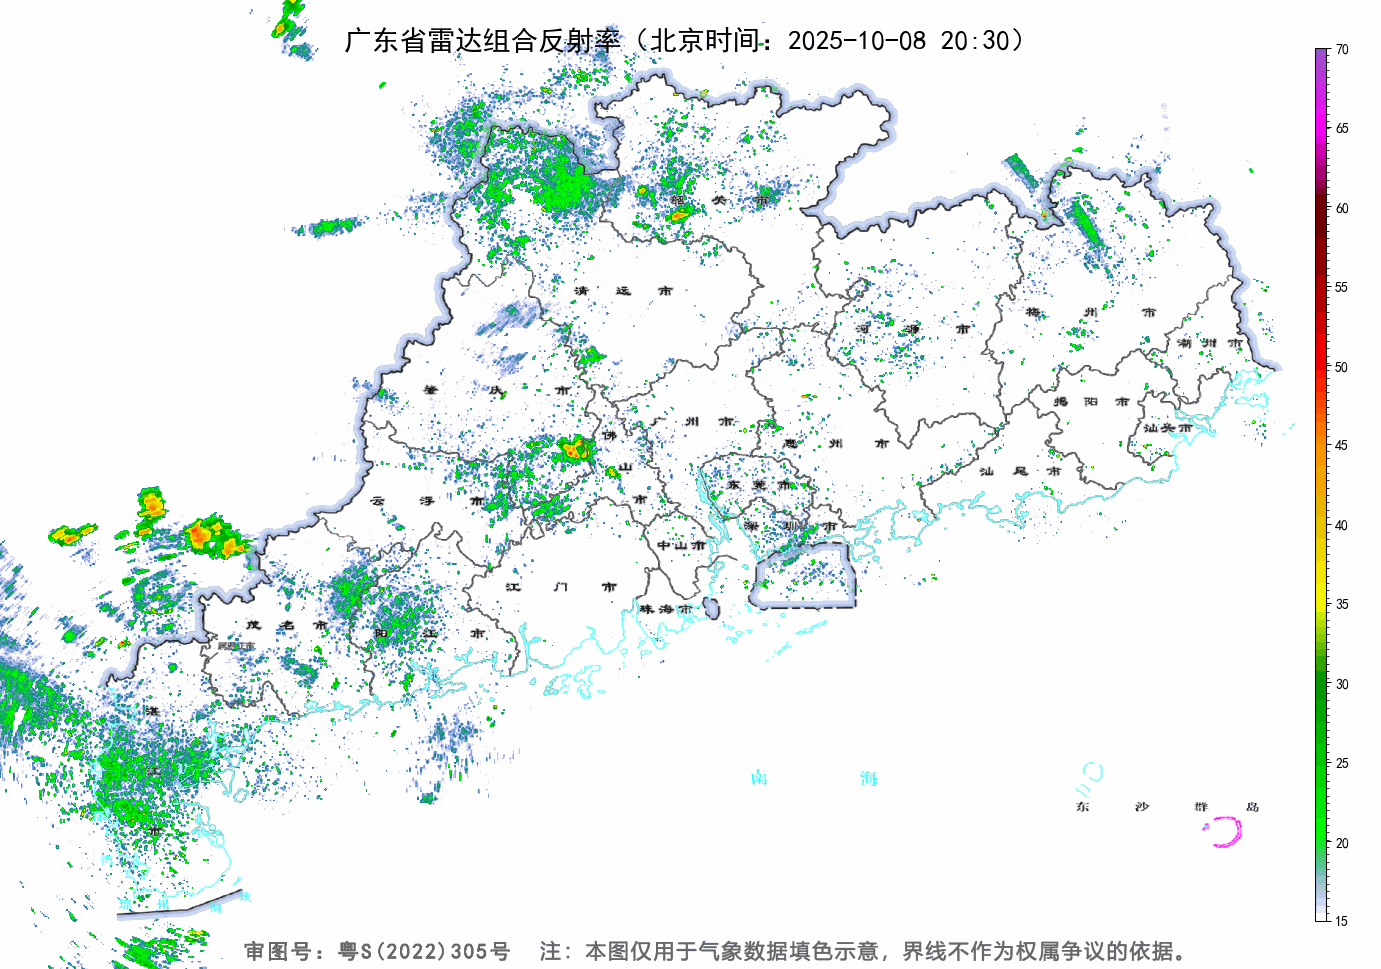 广东省雷达组合反射率（北京时间：2025-10-08 20:30）
70
65
60
55
50
45
40
35
30
25
20
15
韶关市
清远市
河源市
梅州市
潮州市
肇庆市
广州市
佛山市
惠州市
揭阳市
汕头市
汕尾市
云浮市
东莞市
深圳市
中山市
江门市
珠海市
茂名市
阳江市
湛江市
南海
东沙群岛
琼州海峡
审图号：粤S(2022)305号 注：本图仅用于气象数据填色示意，界线不作为权属争议的依据。